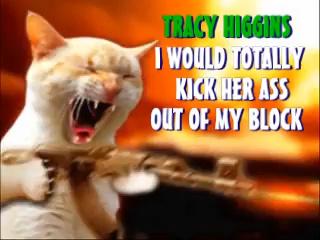 TRACY HIGGINS
I WOULD TOTALLY
KICK HER ASS
OUT OF MY BLOCK